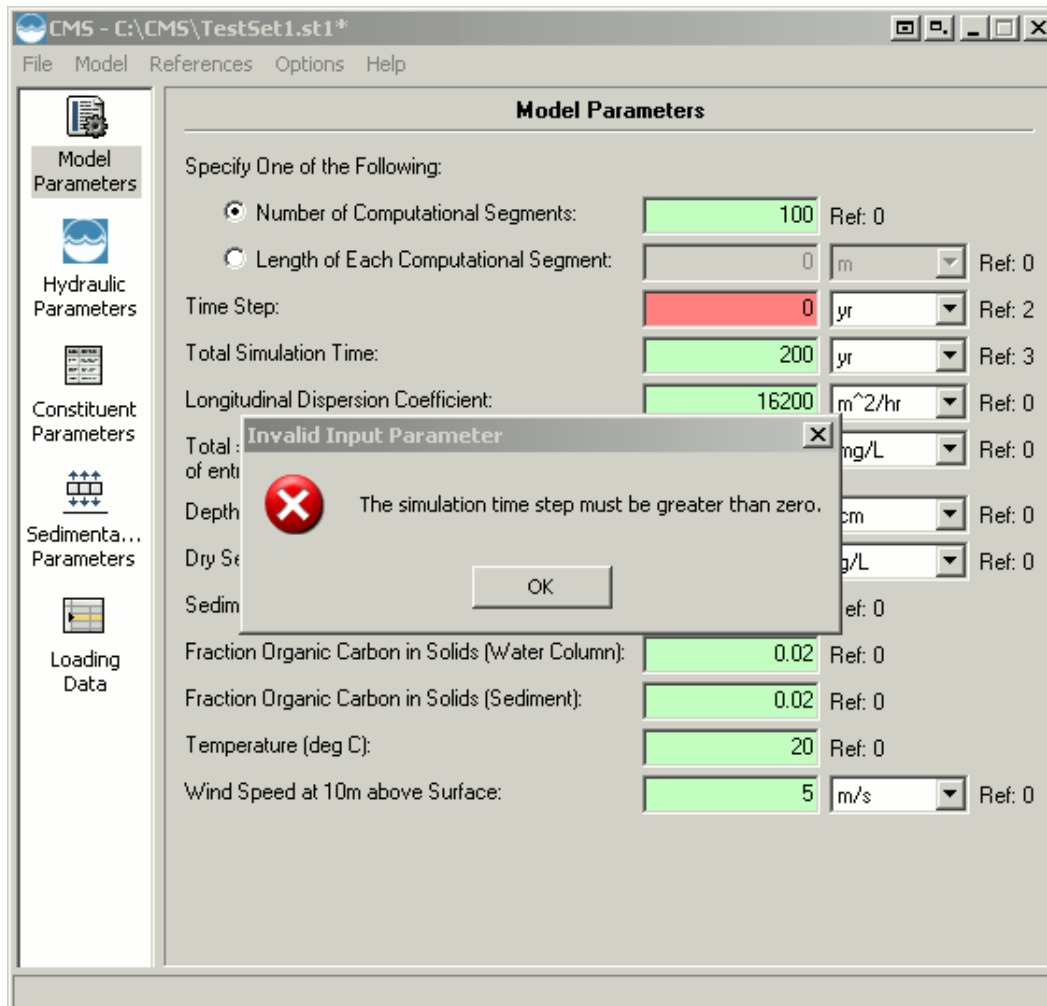 CMS - C:\CMS\TestSet1.st1*
File Model References Options Help
Model Parameters
Model
Parameters
Hydraulic
Parameters
Constituent
Parameters
Sedimenta...
Parameters
Loading
Data
Specify One of the Following:
Number of Computational Segments: 100 Ref: 0
Length of Each Computational Segment: 0 m Ref: 0
Time Step: 0 yr Ref: 2
Total Simulation Time: 200 yr Ref: 3
Longitudinal Dispersion Coefficient: 16200 m^2/hr Ref: 0
Total mg/L Ref: 0
of
Depth cm Ref: 0
Dry g/L Ref: 0
Ref: 0
Invalid Input Parameter
The simulation time step must be greater than zero.
OK
Fraction Organic Carbon in Solids (Water Column): 0.02 Ref: 0
Fraction Organic Carbon in Solids (Sediment): 0.02 Ref: 0
Temperature (deg C): 20 Ref: 0
Wind Speed at 10m above Surface: 5 m/s Ref: 0